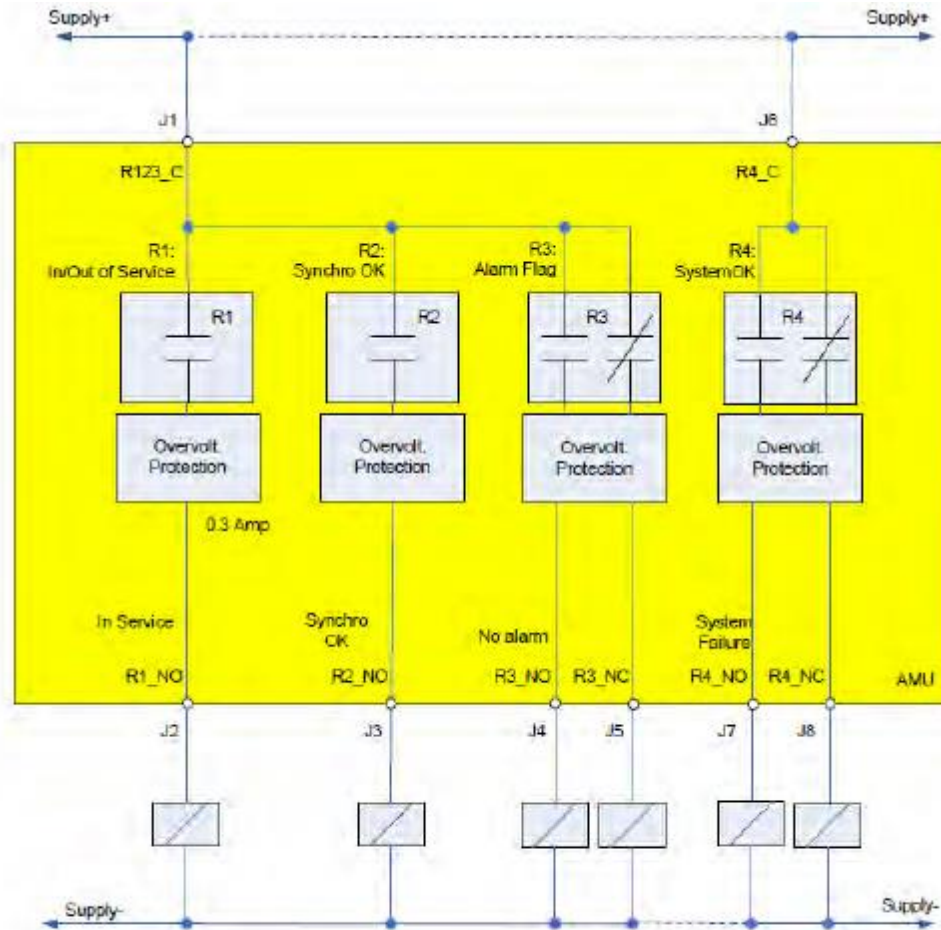 Supply+
Supply+
J1
J6
R123_C
R4_C
R1:
In/Out of Service
R2:
Synchro OK
R3:
Alarm Flag
R4:
SystemOK
R1
R2
R3
R4
Overvolt.
Protection
Overvolt.
Protection
Overvolt.
Protection
Overvolt.
Protection
0.3 Amp
In Service
Synchro
OK
No alarm
System
Failure
R1_NO
R2_NO
R3_NO
R3_NC
R4_NO
R4_NC
AMU
J2
J3
J4
J5
J7
J8
Supply-
Supply-